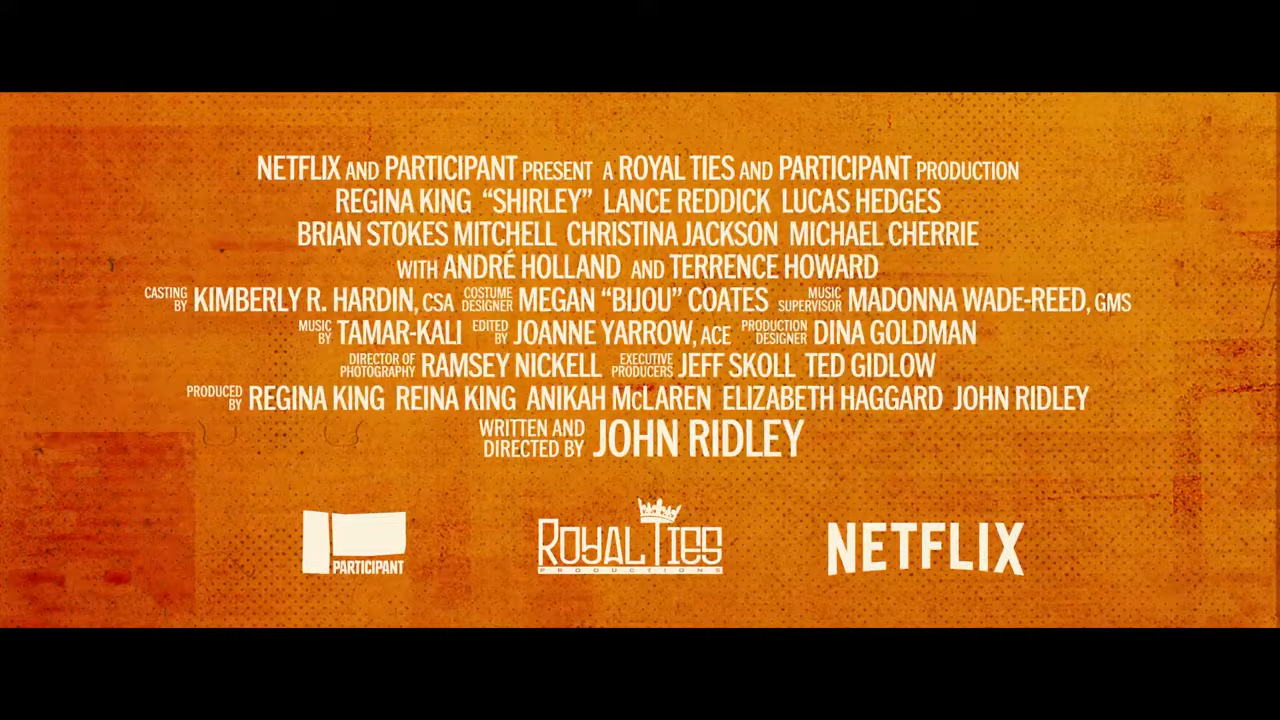 NETFLIX AND PARTICIPANT PRESENT A ROYAL TIES AND PARTICIPANT PRODUCTION
REGINA KING “SHIRLEY” LANCE REDDICK LUCAS HEDGES
BRIAN STOKES MITCHELL CHRISTINA JACKSON MICHAEL CHERRIE
WITH ANDRÉ HOLLAND AND TERRENCE HOWARD
CASTING BY KIMBERLY R. HARDIN, CSA COSTUME DESIGNER MEGAN “BIJOU” COATES MUSIC SUPERVISOR MADONNA WADE-REED, GMS
MUSIC BY TAMAR-KALI EDITED BY JOANNE YARROW, ACE PRODUCTION DESIGNER DINA GOLDMAN
DIRECTOR OF PHOTOGRAPHY RAMSEY NICKELL EXECUTIVE PRODUCERS JEFF SKOLL TED GIDLOW
PRODUCED BY REGINA KING REINA KING ANIKAH McLAREN ELIZABETH HAGGARD JOHN RIDLEY
WRITTEN AND DIRECTED BY JOHN RIDLEY
PARTICIPANT
ROYAL TIES
PRODUCTIONS
NETFLIX